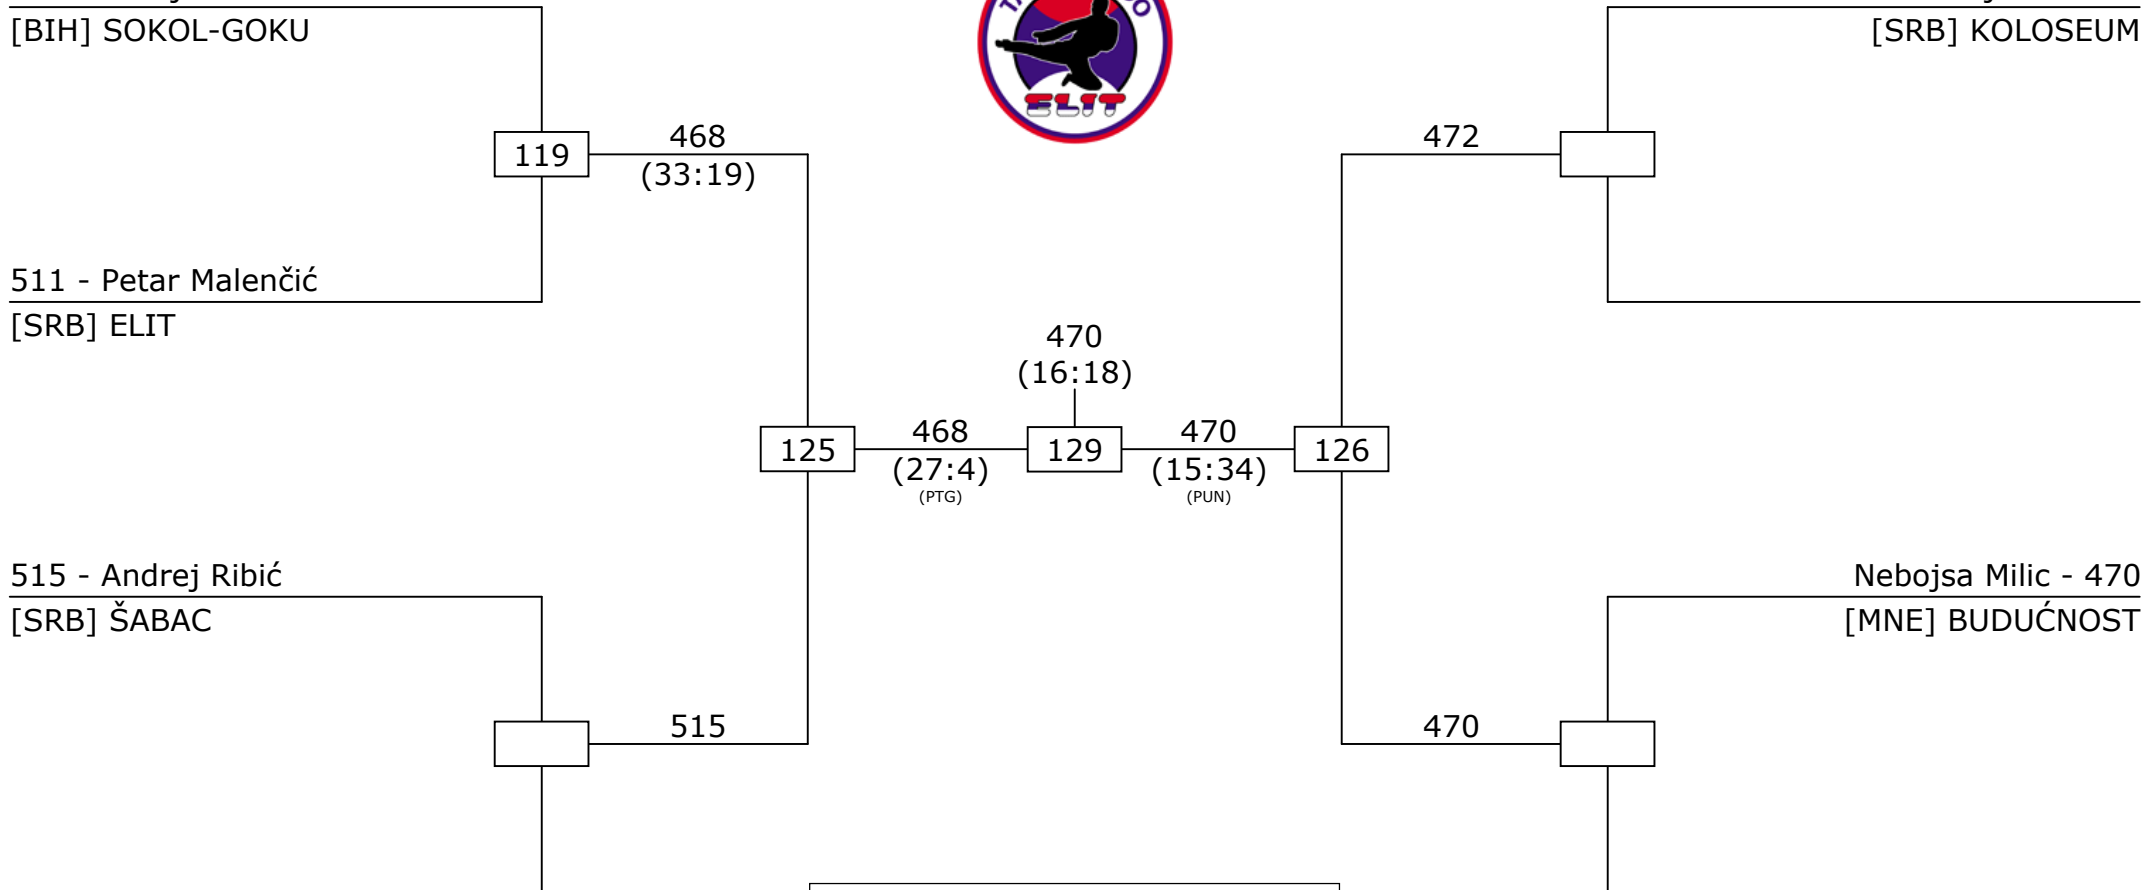 [BIH] SOKOL-GOKU
[SRB] KOLOSEUM
ELIT
119
468
(33:19)
472
511 - Petar Malenčić
[SRB] ELIT
470
(16:18)
125
468
(27:4)
(PTG)
129
470
(15:34)
(PUN)
126
515 - Andrej Ribić
[SRB] ŠABAC
Nebojsa Milic - 470
[MNE] BUDUĆNOST
515
470